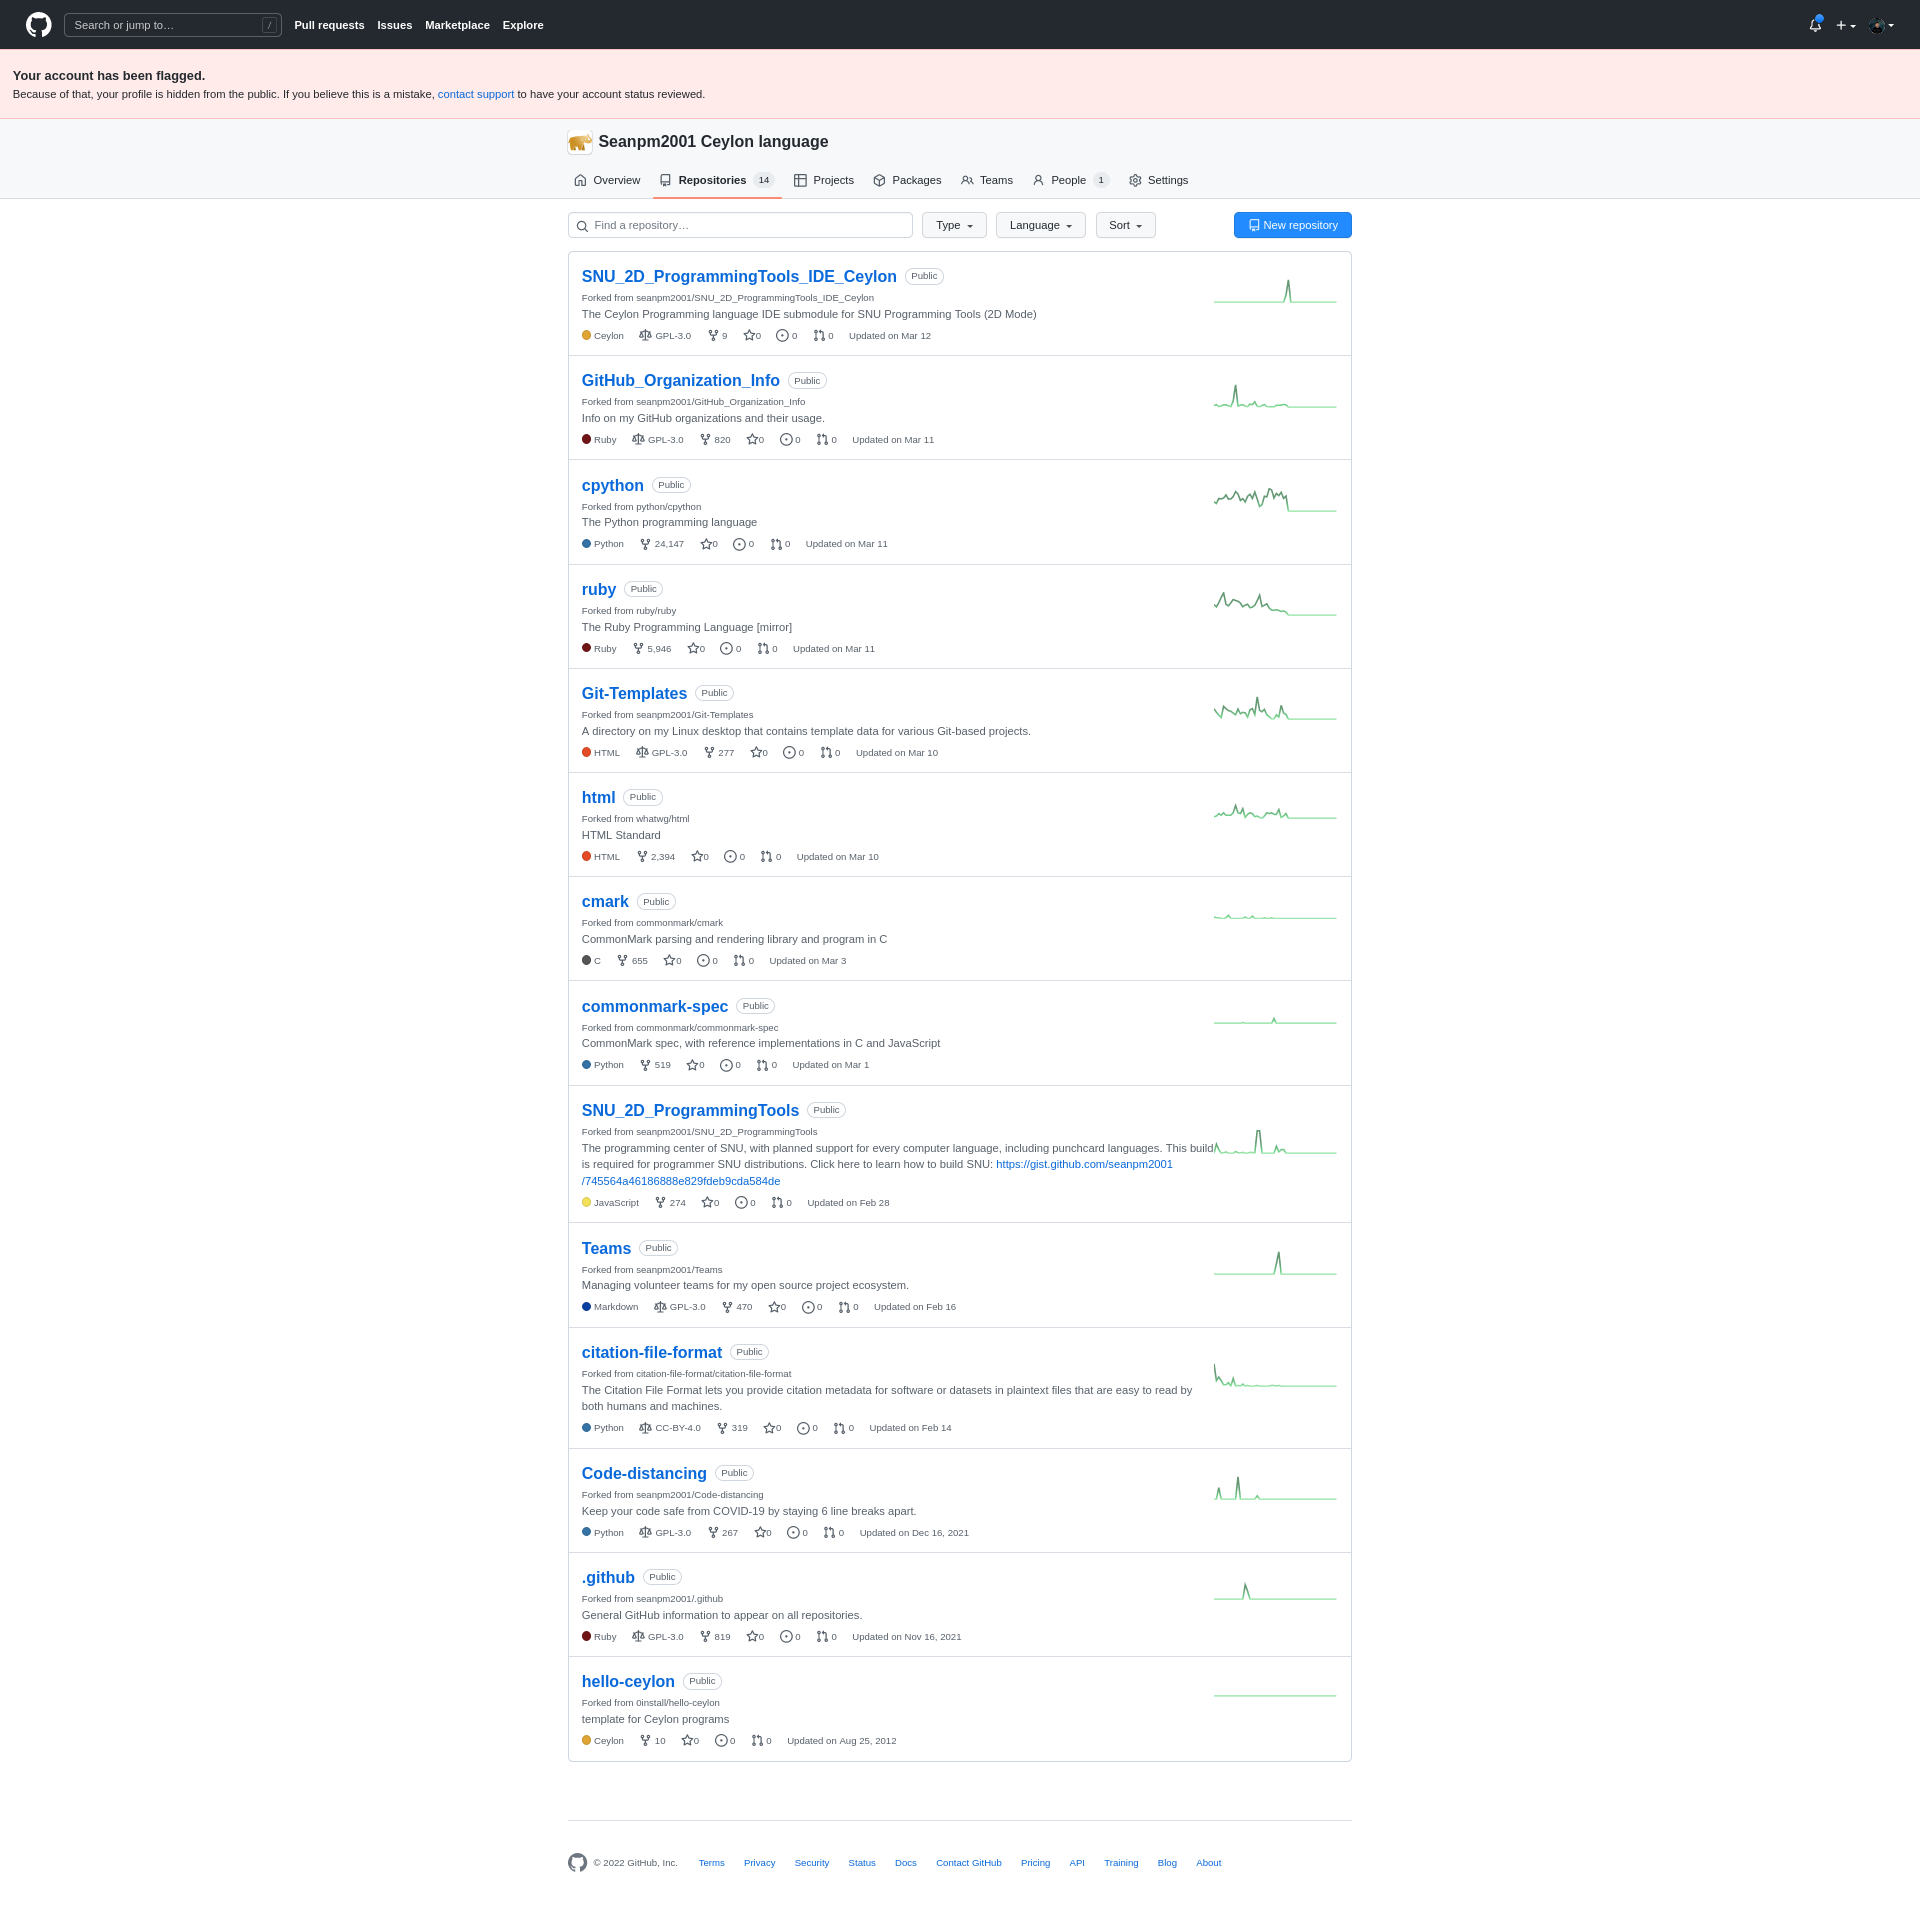 Search or jump to… /
Pull requests Issues Marketplace Explore
Your account has been flagged.
Because of that, your profile is hidden from the public. If you believe this is a mistake, contact support to have your account status reviewed.
Seanpm2001 Ceylon language
Overview Repositories 14 Projects Packages Teams People 1 Settings
Find a repository… Type Language Sort New repository
SNU_2D_ProgrammingTools_IDE_Ceylon Public
Forked from seanpm2001/SNU_2D_ProgrammingTools_IDE_Ceylon
The Ceylon Programming language IDE submodule for SNU Programming Tools (2D Mode)
Ceylon GPL-3.0 9 0 0 0 Updated on Mar 12
GitHub_Organization_Info Public
Forked from seanpm2001/GitHub_Organization_Info
Info on my GitHub organizations and their usage.
Ruby GPL-3.0 820 0 0 0 Updated on Mar 11
cpython Public
Forked from python/cpython
The Python programming language
Python 24,147 0 0 0 Updated on Mar 11
ruby Public
Forked from ruby/ruby
The Ruby Programming Language [mirror]
Ruby 5,946 0 0 0 Updated on Mar 11
Git-Templates Public
Forked from seanpm2001/Git-Templates
A directory on my Linux desktop that contains template data for various Git-based projects.
HTML GPL-3.0 277 0 0 0 Updated on Mar 10
html Public
Forked from whatwg/html
HTML Standard
HTML 2,394 0 0 0 Updated on Mar 10
cmark Public
Forked from commonmark/cmark
CommonMark parsing and rendering library and program in C
C 655 0 0 0 Updated on Mar 3
commonmark-spec Public
Forked from commonmark/commonmark-spec
CommonMark spec, with reference implementations in C and JavaScript
Python 519 0 0 0 Updated on Mar 1
SNU_2D_ProgrammingTools Public
Forked from seanpm2001/SNU_2D_ProgrammingTools
The programming center of SNU, with planned support for every computer language, including punchcard languages. This build
is required for programmer SNU distributions. Click here to learn how to build SNU: https://gist.github.com/seanpm2001
/745564a46186888e829fdeb9cda584de
JavaScript 274 0 0 0 Updated on Feb 28
Teams Public
Forked from seanpm2001/Teams
Managing volunteer teams for my open source project ecosystem.
Markdown GPL-3.0 470 0 0 0 Updated on Feb 16
citation-file-format Public
Forked from citation-file-format/citation-file-format
The Citation File Format lets you provide citation metadata for software or datasets in plaintext files that are easy to read by
both humans and machines.
Python CC-BY-4.0 319 0 0 0 Updated on Feb 14
Code-distancing Public
Forked from seanpm2001/Code-distancing
Keep your code safe from COVID-19 by staying 6 line breaks apart.
Python GPL-3.0 267 0 0 0 Updated on Dec 16, 2021
.github Public
Forked from seanpm2001/.github
General GitHub information to appear on all repositories.
Ruby GPL-3.0 819 0 0 0 Updated on Nov 16, 2021
hello-ceylon Public
Forked from 0install/hello-ceylon
template for Ceylon programs
Ceylon 10 0 0 0 Updated on Aug 25, 2012
© 2022 GitHub, Inc. Terms Privacy Security Status Docs Contact GitHub Pricing API Training Blog About